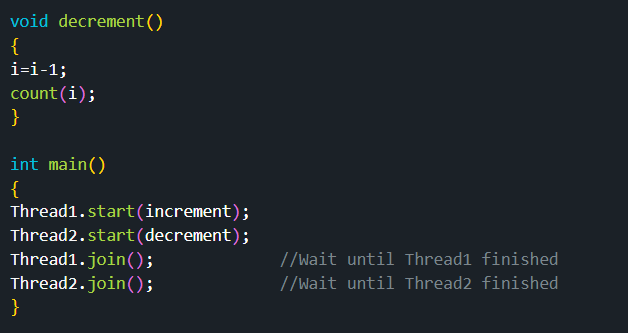 void decrement()
{
i=i-1;
count(i);
}
int main()
{
Thread1.start(increment);
Thread2.start(decrement);
Thread1.join(); //Wait until Thread1 finished
Thread2.join(); //Wait until Thread2 finished
}